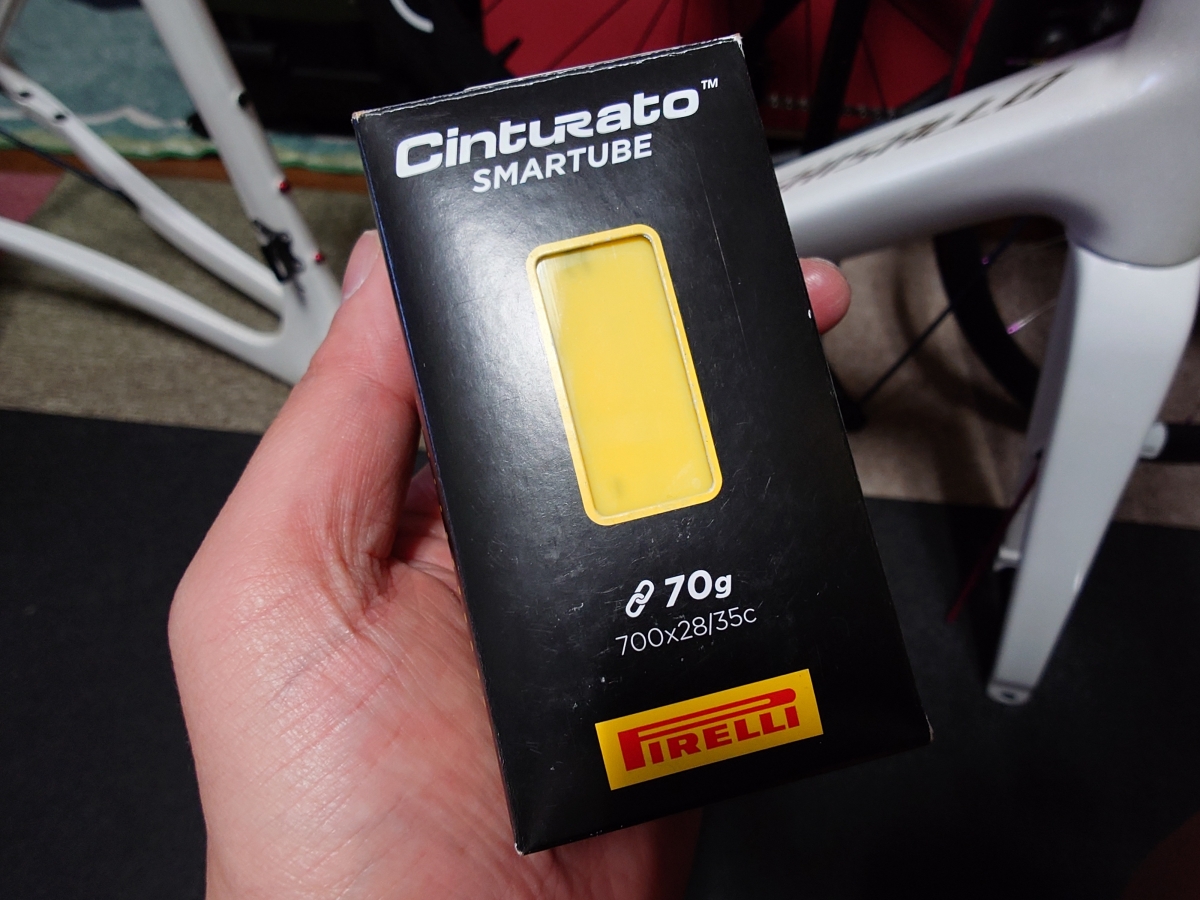 Cinturato™
SMARTUBE
70g
700x28/35c
PIRELLI